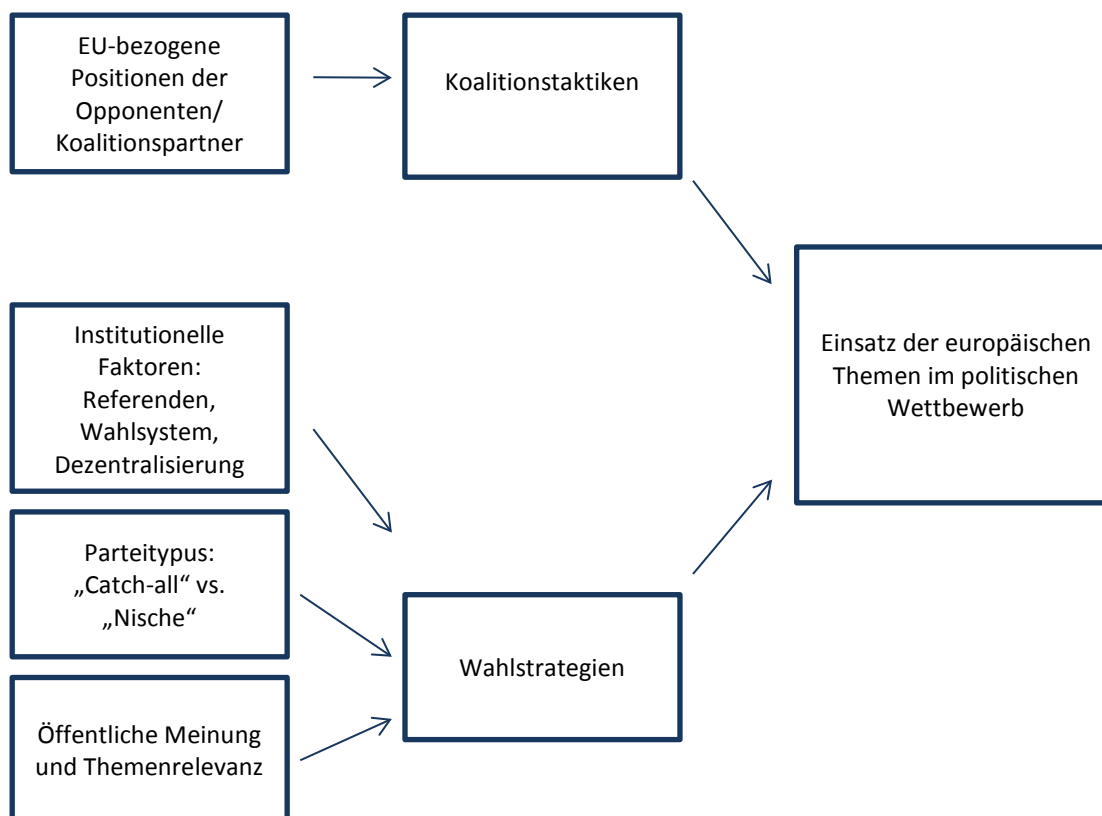 EU-bezogene
Positionen der
Opponenten/
Koalitionspartner
Koalitionstaktiken
Institutionelle
Faktoren:
Referenden,
Wahlsystem,
Dezentralisierung
Einsatz der europäischen
Themen im politischen
Wettbewerb
Parteitypus:
„Catch-all“ vs.
„Nische“
Wahlstrategien
Öffentliche Meinung
und Themenrelevanz